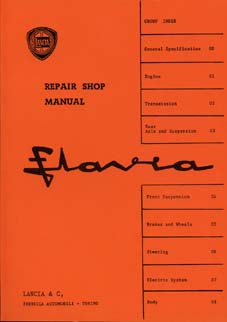 GROUP INDEX
General Specification 00
Engine 01
LANCIA
REPAIR SHOP
MANUAL
Transmission 02
Rear
Axle and Suspension 03
Flavia
Front Suspension 04
Brakes and Wheels 05
Steering 06
Electric System 07
LANCIA & C,
FABBRICA AUTOMOBILI - TORINO
Body 08